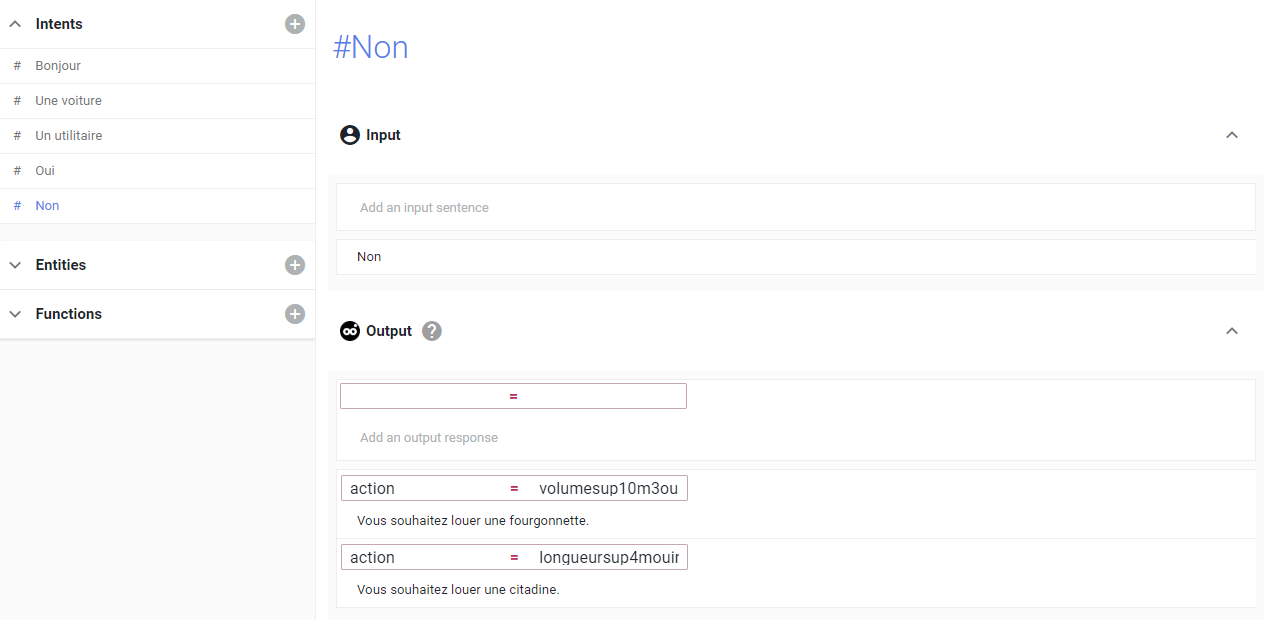 Intents
# Bonjour
# Une voiture
# Un utilitaire
# Oui
# Non
Entities
Functions
#Non
Input
Add an input sentence
Non
Output ?
=
Add an output response
action = volumesup10m3ou
Vous souhaitez louer une fourgonnette.
action = longueursup4mouir
Vous souhaitez louer une citadine.